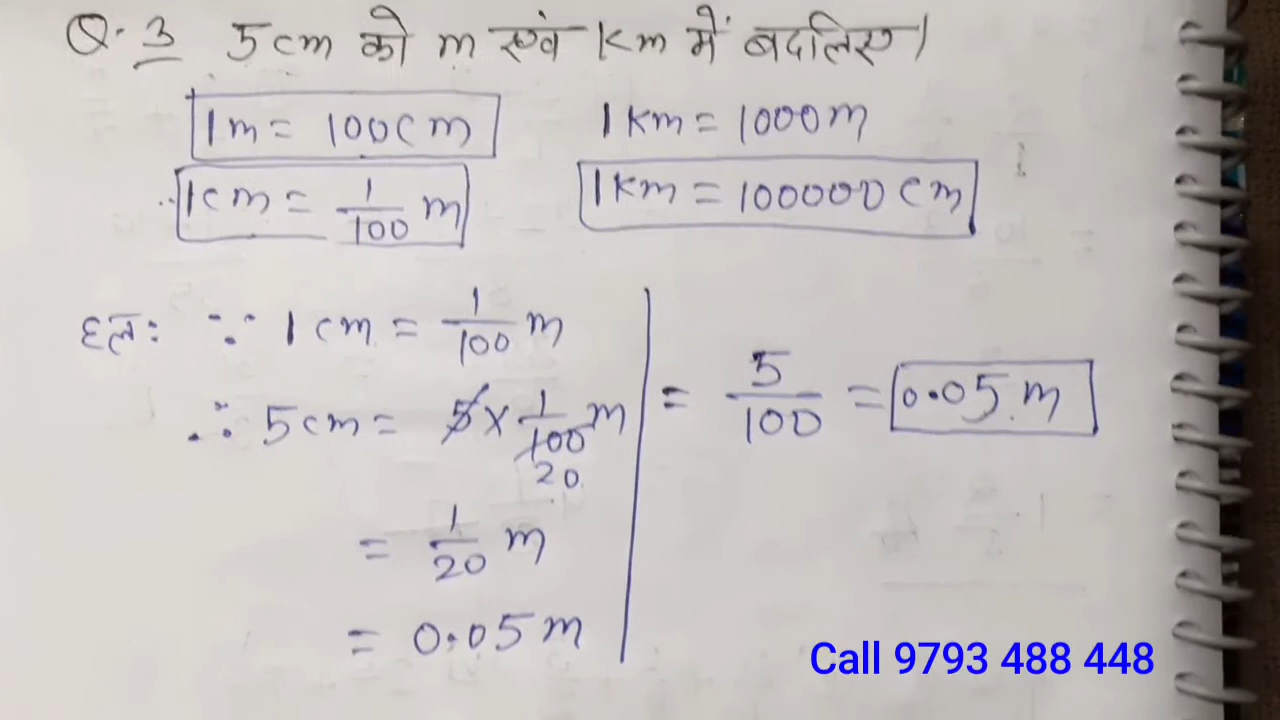 Q. 3 5cm को m एवं km में बदलिए।
1m = 100cm
1km = 1000m
1cm = 1/100 m
1km = 100000 cm
हलः ∵ 1cm = 1/100 m
∴ 5cm = 5 × 1/100 m
20
= 1/20 m
= 0.05m
= 5/100 = 0.05 m
Call 9793 488 448